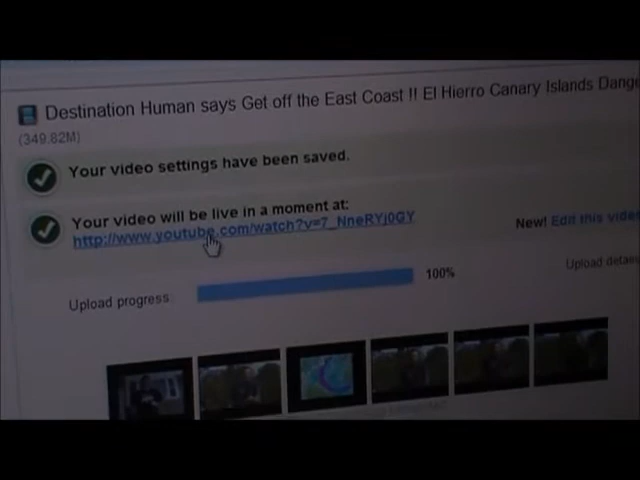 Destination Human says Get off the East Coast !! El Hierro Canary Islands Dange
(349.82M)
Your video settings have been saved.
Your video will be live in a moment at:
http://www.youtube.com/watch?v=7_NneRYj0GY
New! Edit this video
Upload progress 100%
Upload details